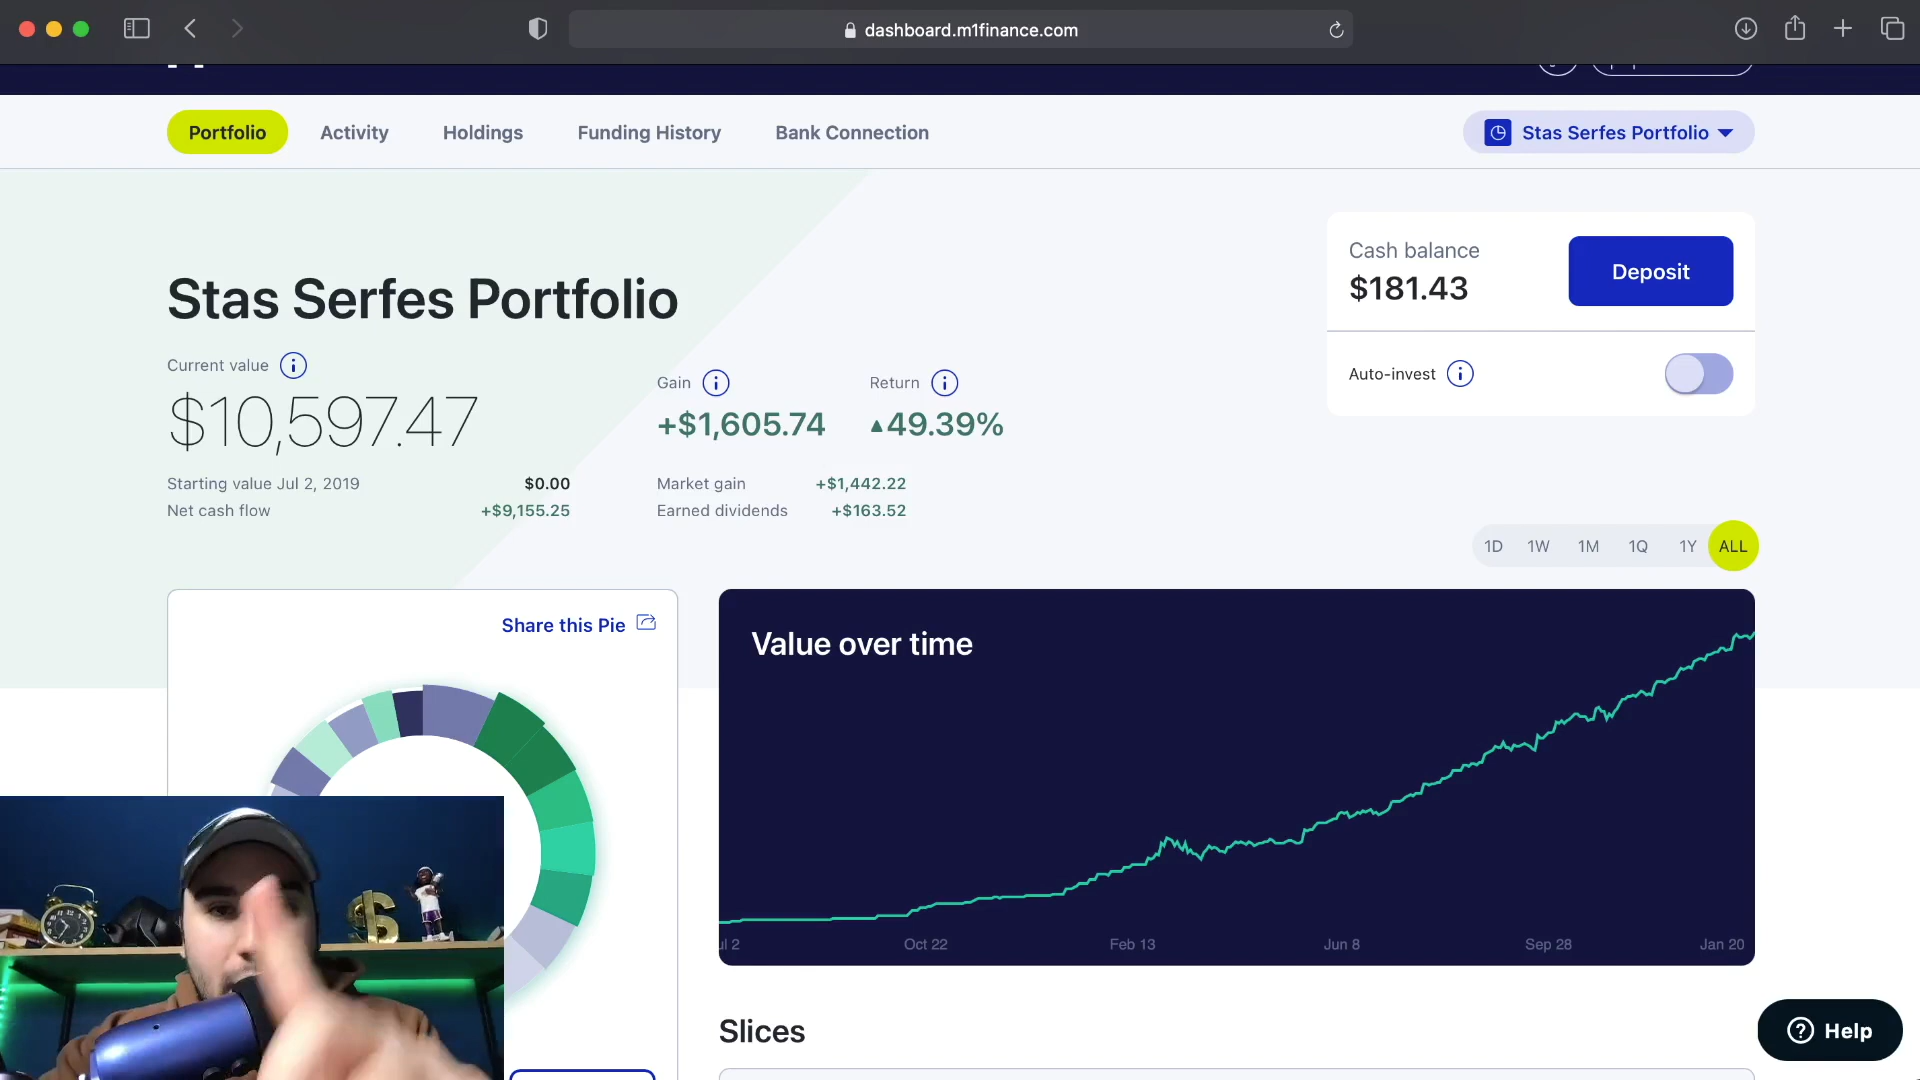 dashboard.m1finance.com
Portfolio
Activity
Holdings
Funding History
Bank Connection
Stas Serfes Portfolio
Stas Serfes Portfolio
Current value
$10,597.47
Starting value Jul 2, 2019 $0.00
Net cash flow +$9,155.25
Gain
+$1,605.74
Return
▲49.39%
Market gain +$1,442.22
Earned dividends +$163.52
Cash balance
$181.43
Deposit
Auto-invest
1D 1W 1M 1Q 1Y ALL
Share this Pie
Value over time
ul 2 Oct 22 Feb 13 Jun 8 Sep 28 Jan 20
Slices
Help